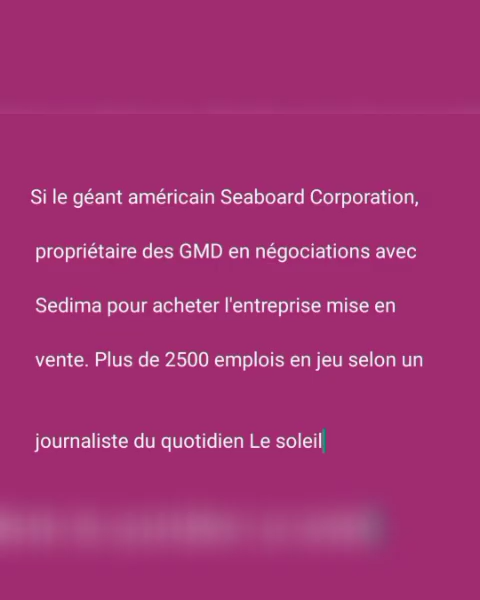 Si le géant américain Seaboard Corporation,
propriétaire des GMD en négociations avec
Sedima pour acheter l'entreprise mise en
vente. Plus de 2500 emplois en jeu selon un
journaliste du quotidien Le soleil